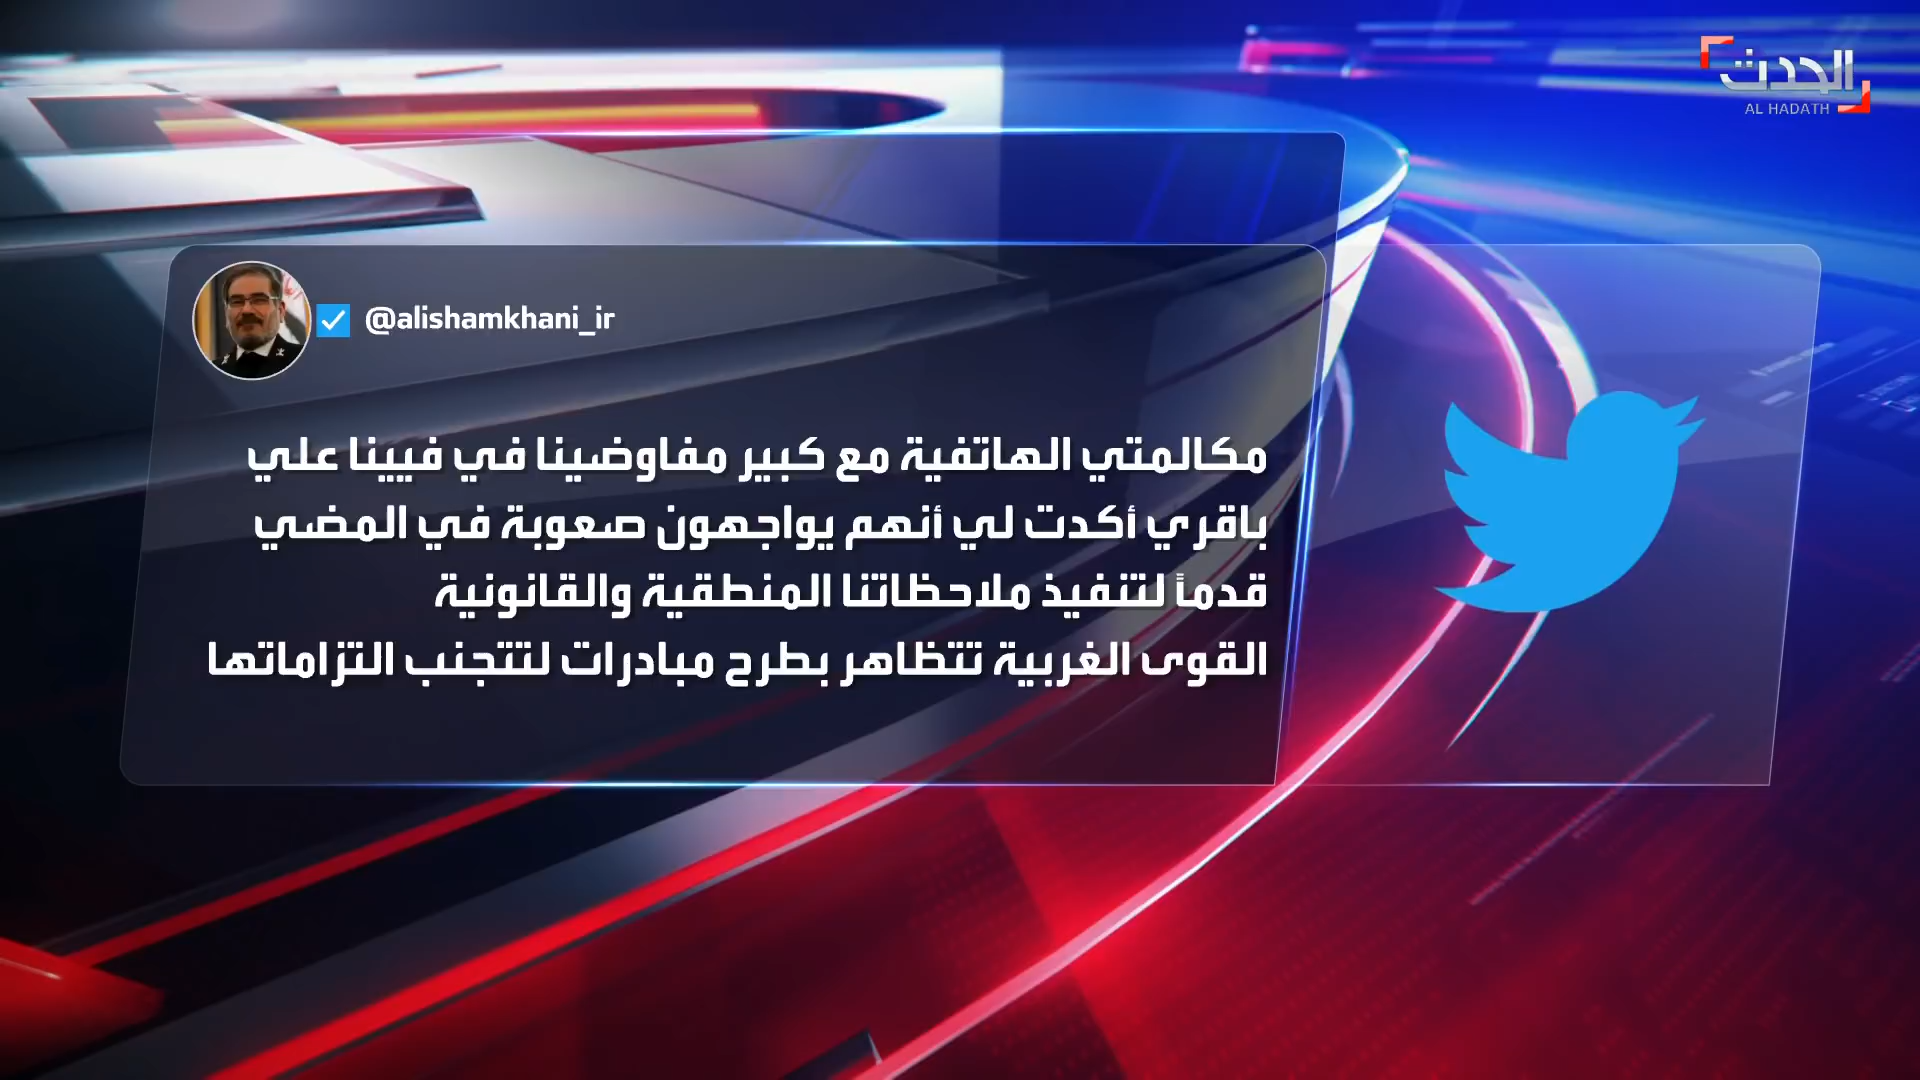 الحدث
AL HADATH
@alishamkhani_ir
مكالمتي الهاتفية مع كبير مفاوضينا في فيينا علي
باقري أكدت لي أنهم يواجهون صعوبة في المضي
قدماً لتنفيذ ملاحظاتنا المنطقية والقانونية
القوى الغربية تتظاهر بطرح مبادرات لتتجنب التزاماتها